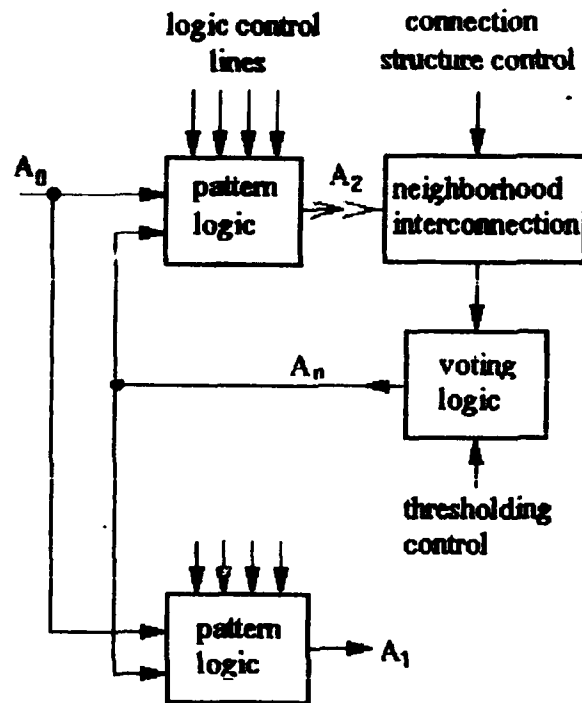 logic control
lines
connection
structure control
A₀
pattern
logic
A₂
neighborhood
interconnection
Aₙ
voting
logic
thresholding
control
pattern
logic
A₁